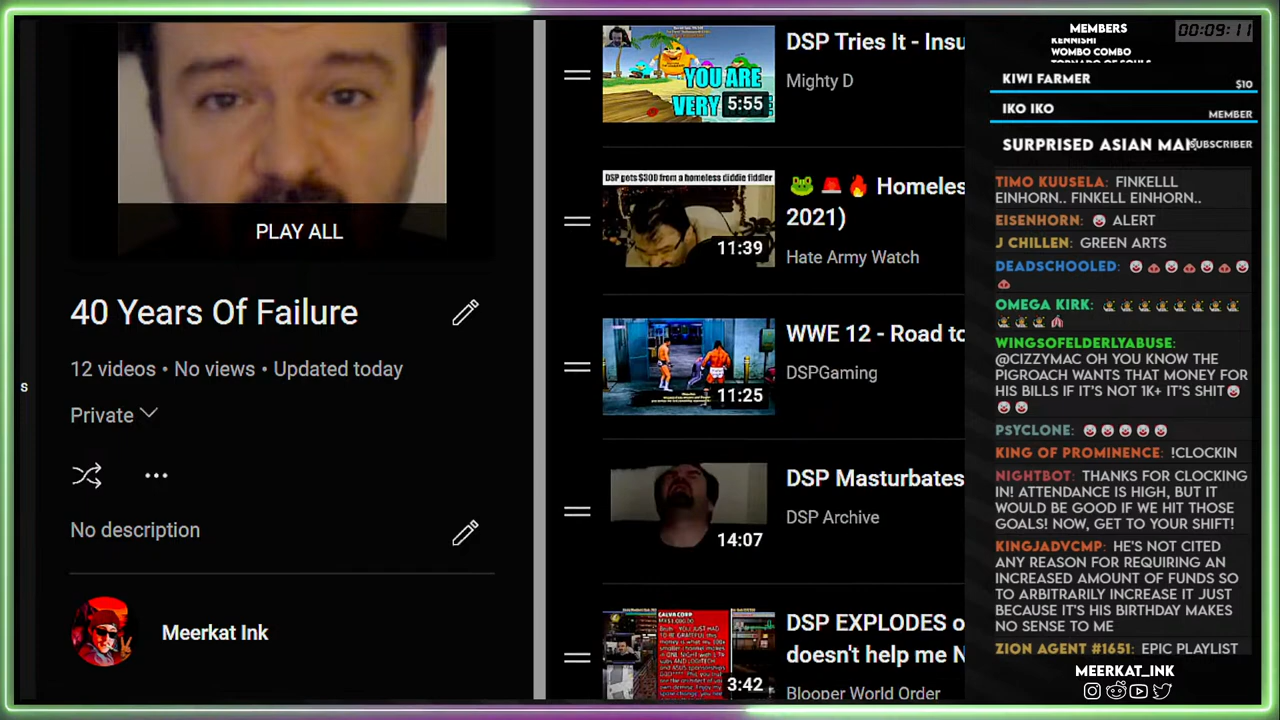 PLAY ALL
40 Years Of Failure
12 videos • No views • Updated today
Private
No description
Meerkat Ink
S
YOU ARE
VERY
5:55
DSP Tries It - Insu
Mighty D
DSP gets $300 from a homeless diddie fiddler
11:39
🐸 🚨 🔥 Homeles
2021)
Hate Army Watch
11:25
WWE 12 - Road to
DSPGaming
14:07
DSP Masturbates
DSP Archive
3:42
DSP EXPLODES o
doesn't help me N
Blooper World Order
MEMBERS
00:09:11
KENNISHI
WOMBO COMBO
TORNADO OF SOULS
KIWI FARMER
$10
IKO IKO
MEMBER
SURPRISED ASIAN MAN
SUBSCRIBER
TIMO KUUSELA: FINKELLL
EINHORN.. FINKELL EINHORN..
EISENHORN: 🤡 ALERT
J CHILLEN: GREEN ARTS
DEADSCHOOLED:
OMEGA KIRK:
WINGSOFELDERLYABUSE:
@CIZZYMAC OH YOU KNOW THE
PIGROACH WANTS THAT MONEY FOR
HIS BILLS IF IT'S NOT 1K+ IT'S SHIT🤡
🤡 🤡
PSYCLONE: 🤡 🤡 🤡 🤡 🤡
KING OF PROMINENCE: !CLOCKIN
NIGHTBOT: THANKS FOR CLOCKING
IN! ATTENDANCE IS HIGH, BUT IT
WOULD BE GOOD IF WE HIT THOSE
GOALS! NOW, GET TO YOUR SHIFT!
KINGJADVCMP: HE'S NOT CITED
ANY REASON FOR REQUIRING AN
INCREASED AMOUNT OF FUNDS SO
TO ARBITRARILY INCREASE IT JUST
BECAUSE IT'S HIS BIRTHDAY MAKES
NO SENSE TO ME
ZION AGENT #1651: EPIC PLAYLIST
MEERKAT_INK